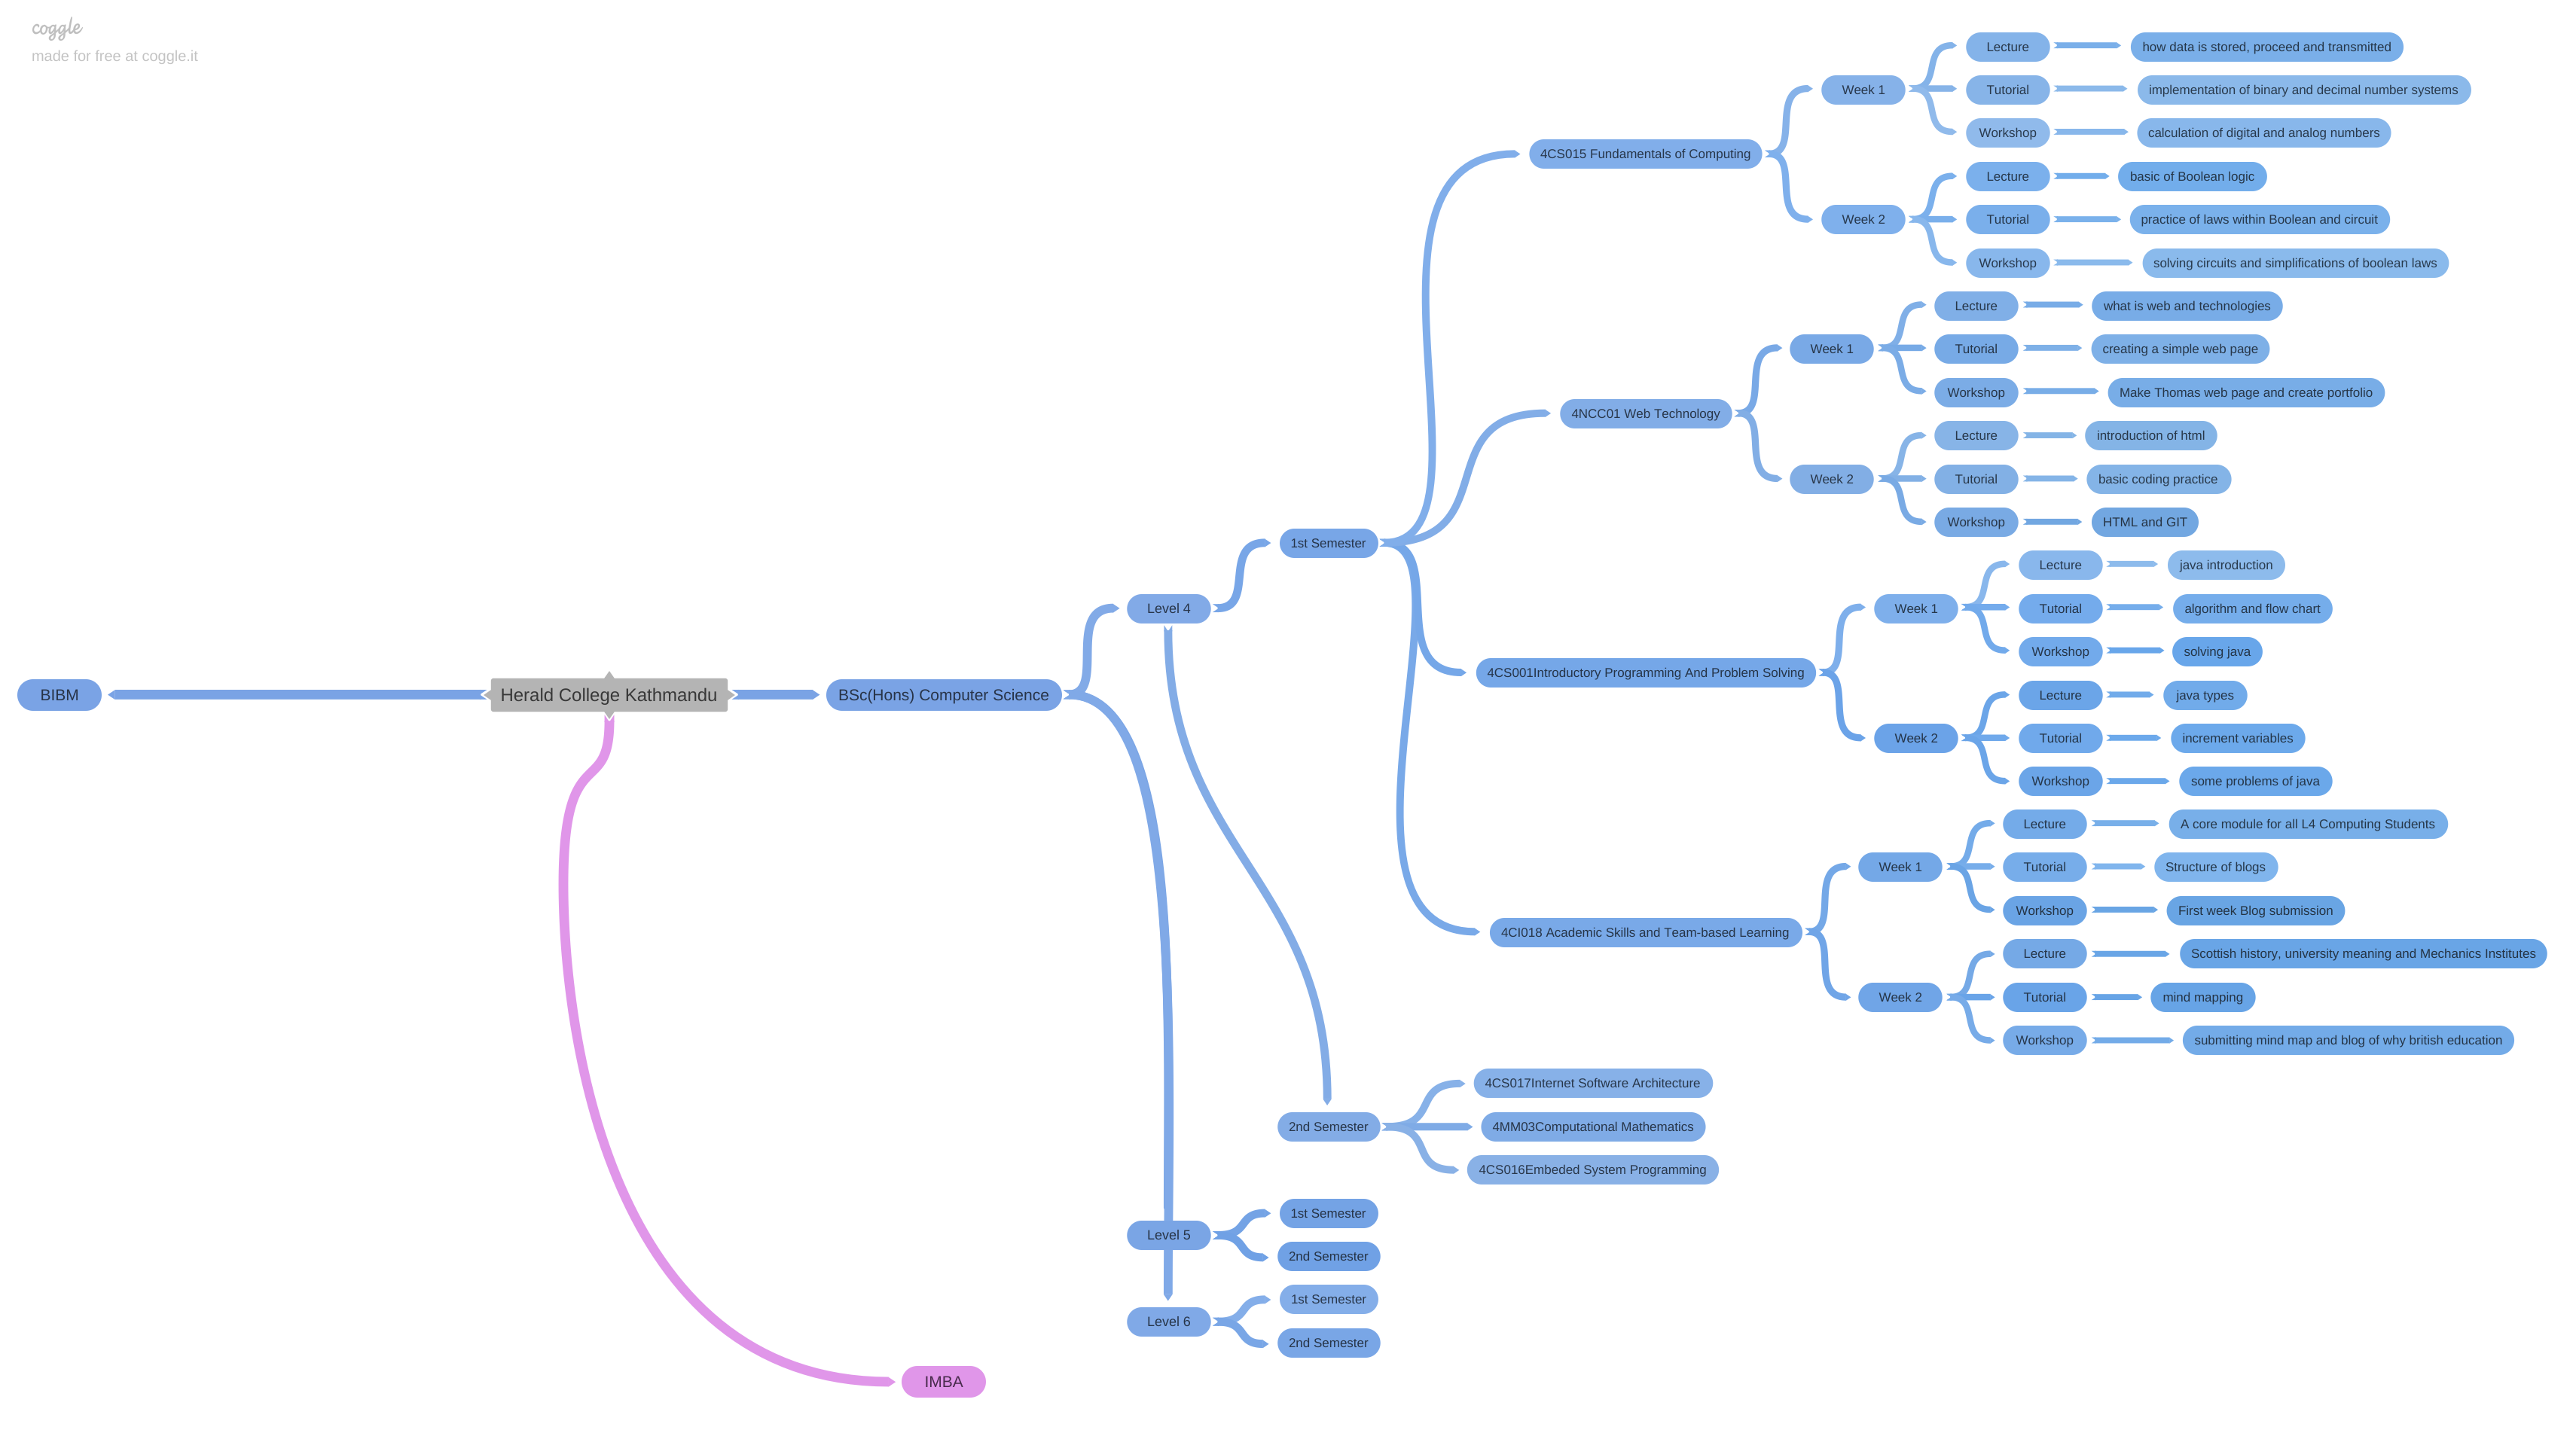 coggle
made for free at coggle.it
BIBM
Herald College Kathmandu
BSc(Hons) Computer Science
Level 4
1st Semester
4CS015 Fundamentals of Computing
Week 1
Lecture
how data is stored, proceed and transmitted
Tutorial
implementation of binary and decimal number systems
Workshop
calculation of digital and analog numbers
Week 2
Lecture
basic of Boolean logic
Tutorial
practice of laws within Boolean and circuit
Workshop
solving circuits and simplifications of boolean laws
4NCC01 Web Technology
Week 1
Lecture
what is web and technologies
Tutorial
creating a simple web page
Workshop
Make Thomas web page and create portfolio
Week 2
Lecture
introduction of html
Tutorial
basic coding practice
Workshop
HTML and GIT
4CS001Introductory Programming And Problem Solving
Week 1
Lecture
java introduction
Tutorial
algorithm and flow chart
Workshop
solving java
Week 2
Lecture
java types
Tutorial
increment variables
Workshop
some problems of java
4CI018 Academic Skills and Team-based Learning
Week 1
Lecture
A core module for all L4 Computing Students
Tutorial
Structure of blogs
Workshop
First week Blog submission
Week 2
Lecture
Scottish history, university meaning and Mechanics Institutes
Tutorial
mind mapping
Workshop
submitting mind map and blog of why british education
2nd Semester
4CS017Internet Software Architecture
4MM03Computational Mathematics
4CS016Embeded System Programming
Level 5
1st Semester
2nd Semester
Level 6
1st Semester
2nd Semester
IMBA